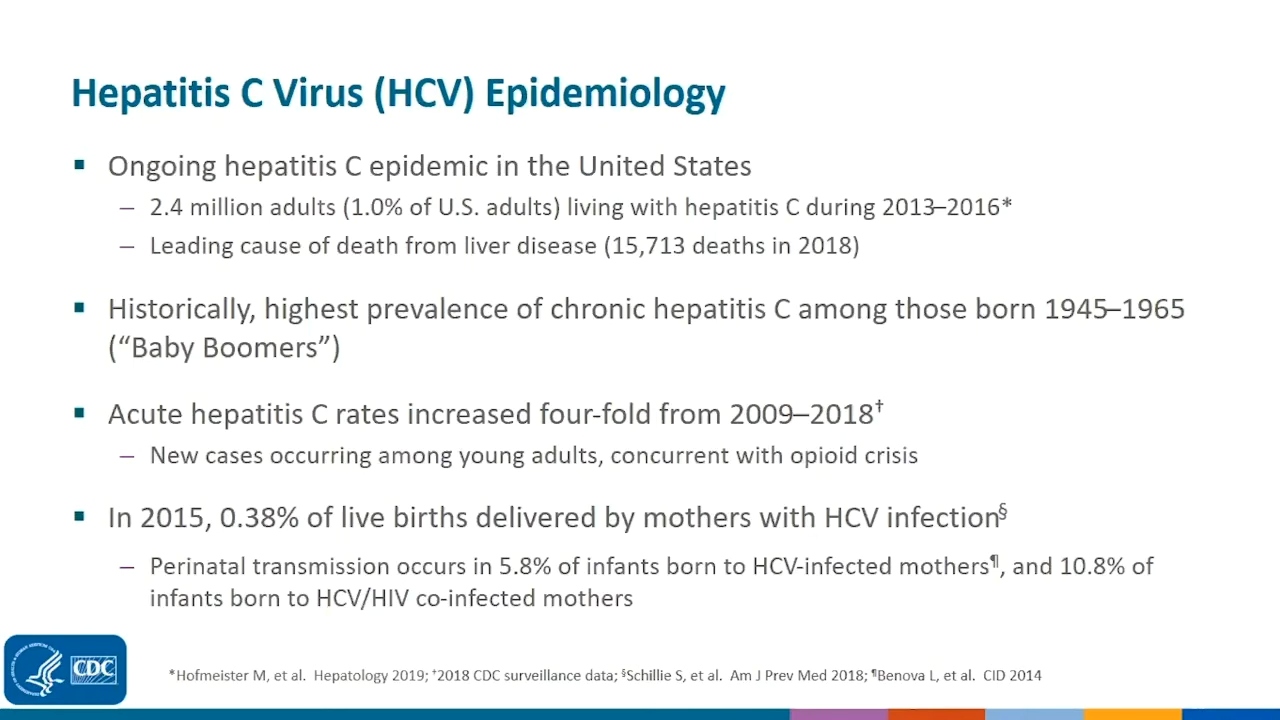 Hepatitis C Virus (HCV) Epidemiology
▪ Ongoing hepatitis C epidemic in the United States
– 2.4 million adults (1.0% of U.S. adults) living with hepatitis C during 2013–2016*
– Leading cause of death from liver disease (15,713 deaths in 2018)
▪ Historically, highest prevalence of chronic hepatitis C among those born 1945–1965
(“Baby Boomers”)
▪ Acute hepatitis C rates increased four-fold from 2009–2018†
– New cases occurring among young adults, concurrent with opioid crisis
▪ In 2015, 0.38% of live births delivered by mothers with HCV infection§
– Perinatal transmission occurs in 5.8% of infants born to HCV-infected mothers¶, and 10.8% of
infants born to HCV/HIV co-infected mothers
CDC
*Hofmeister M, et al. Hepatology 2019; †2018 CDC surveillance data; §Schillie S, et al. Am J Prev Med 2018; ¶Benova L, et al. CID 2014